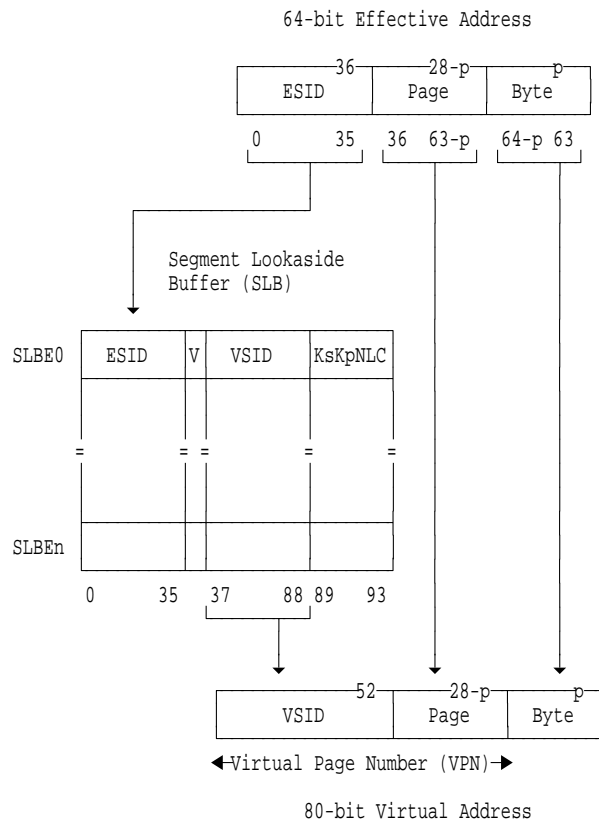 64-bit Effective Address
36 28-p p
ESID Page Byte
0 35 36 63-p 64-p 63
Segment Lookaside
Buffer (SLB)
SLBE0 ESID V VSID KsKpNLC
= = = = =
SLBEn
0 35 37 88 89 93
52 28-p p
VSID Page Byte
Virtual Page Number (VPN)
80-bit Virtual Address